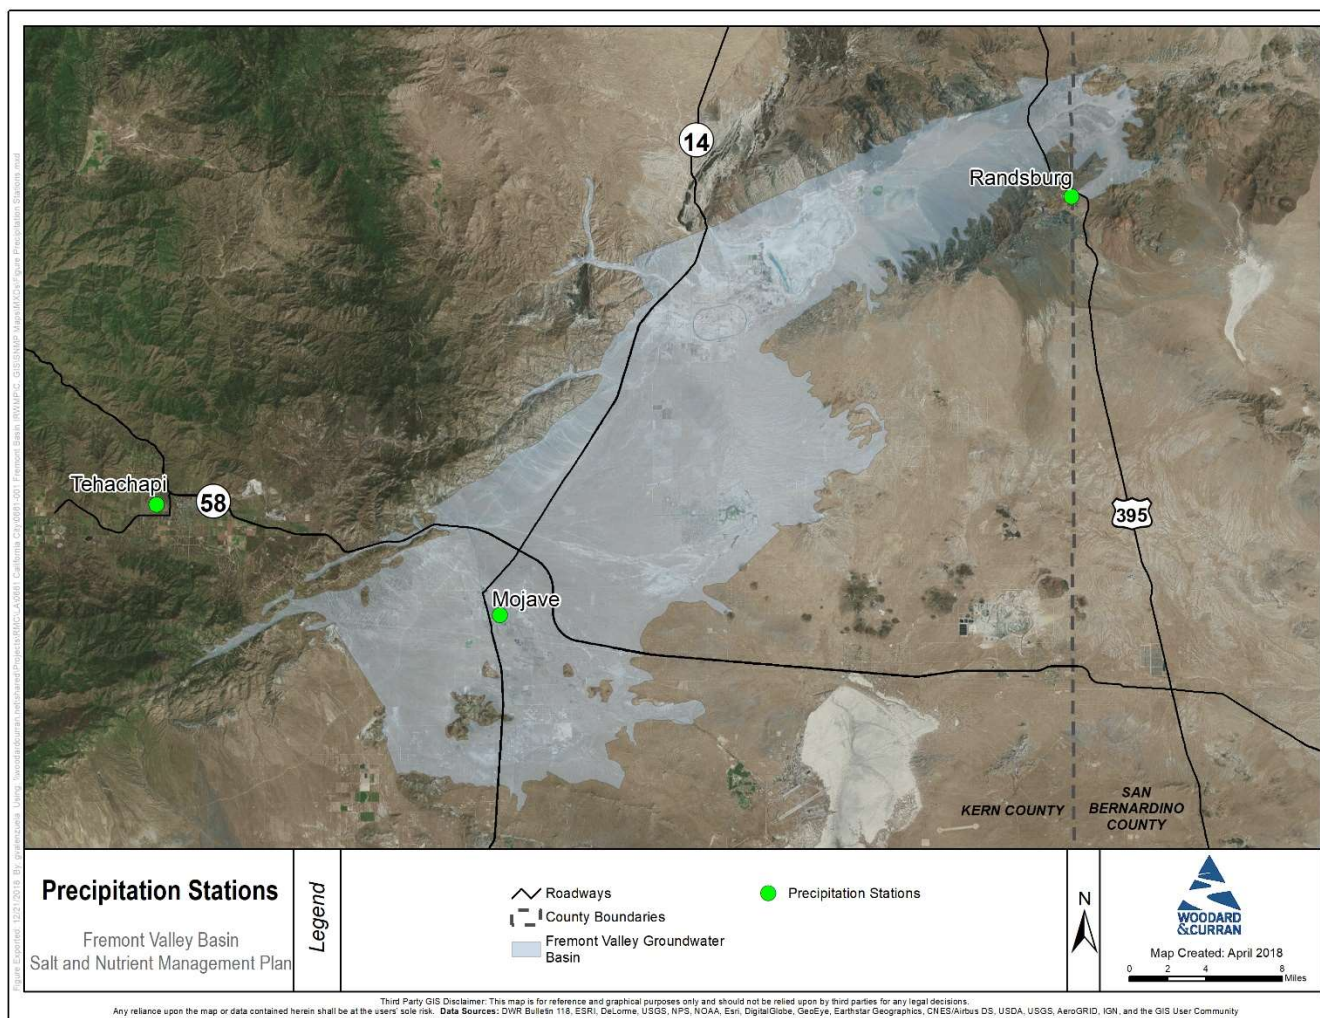 14
Randsburg
Tehachapi
58
395
Mojave
KERN COUNTY
SAN
BERNARDINO
COUNTY
Precipitation Stations
Fremont Valley Basin
Salt and Nutrient Management Plan
Legend
Roadways
County Boundaries
Fremont Valley Groundwater
Basin
Precipitation Stations
N
WOODARD
&CURRAN
Map Created: April 2018
0 2 4 8
Miles
Third Party GIS Disclaimer: This map is for reference and graphical purposes only and should not be relied upon by third parties for any legal decisions.
Any reliance upon the map or data contained herein shall be at the users' sole risk. Data Sources: DWR Bulletin 118, ESRI, DeLorme, USGS, NPS, NOAA, Esri, DigitalGlobe, GeoEye, Earthstar Geographics, CNES/Airbus DS, USDA, USGS, AeroGRID, IGN, and the GIS User Community